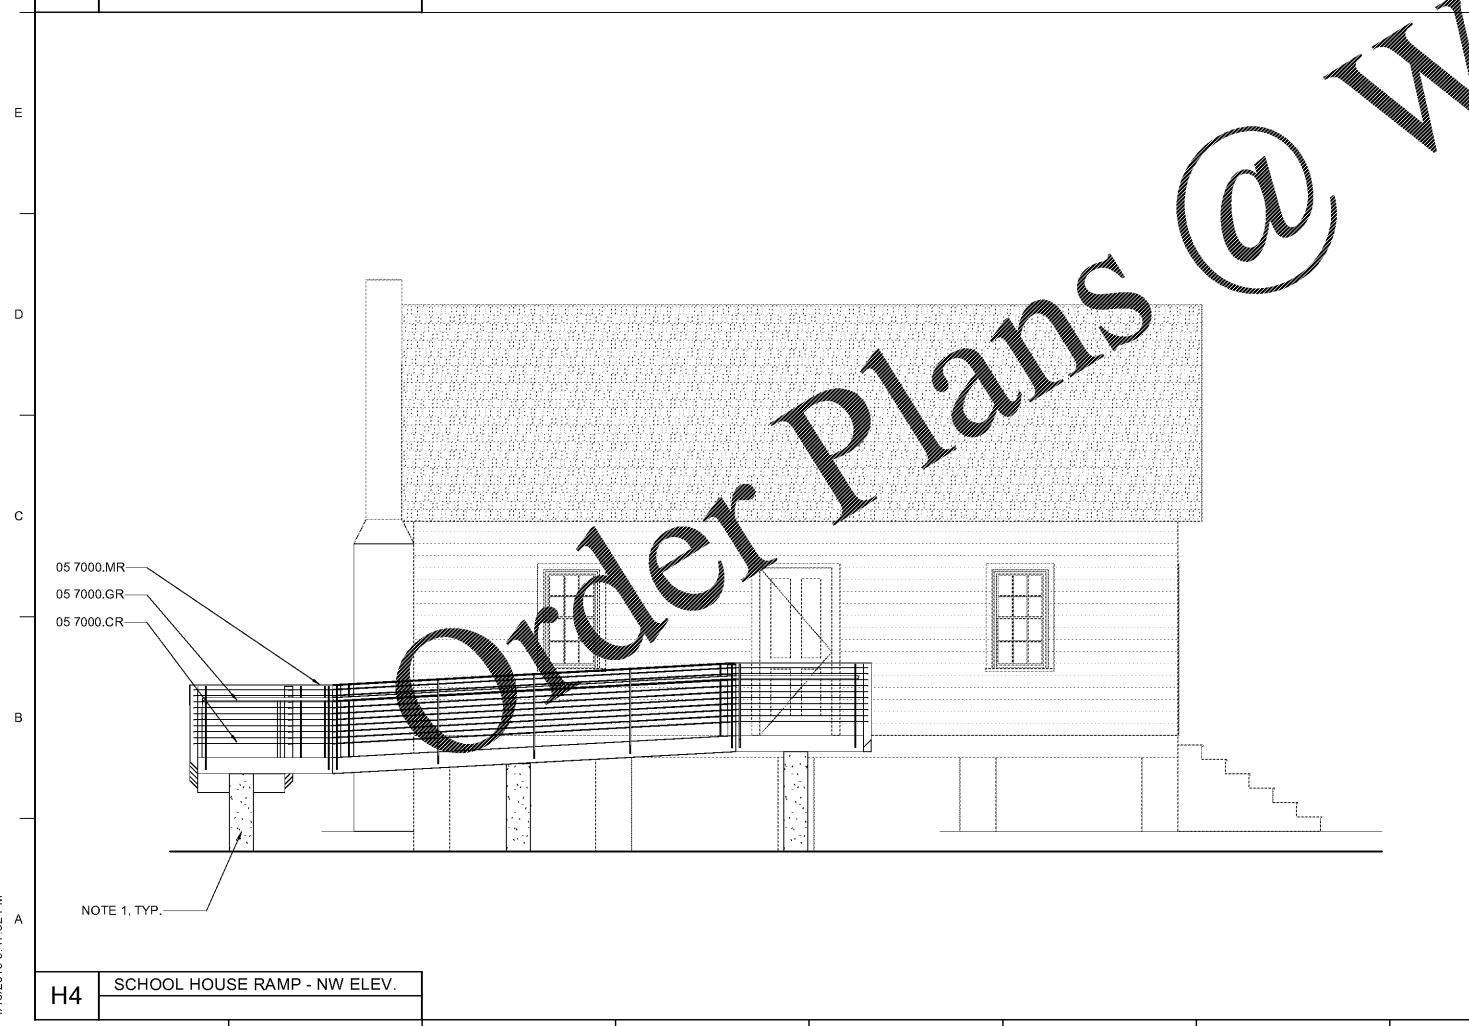 E
D
C
B
A
Order Plans @ W
05 7000.MR
05 7000.GR
05 7000.CR
NOTE 1, TYP.
H4
SCHOOL HOUSE RAMP - NW ELEV.